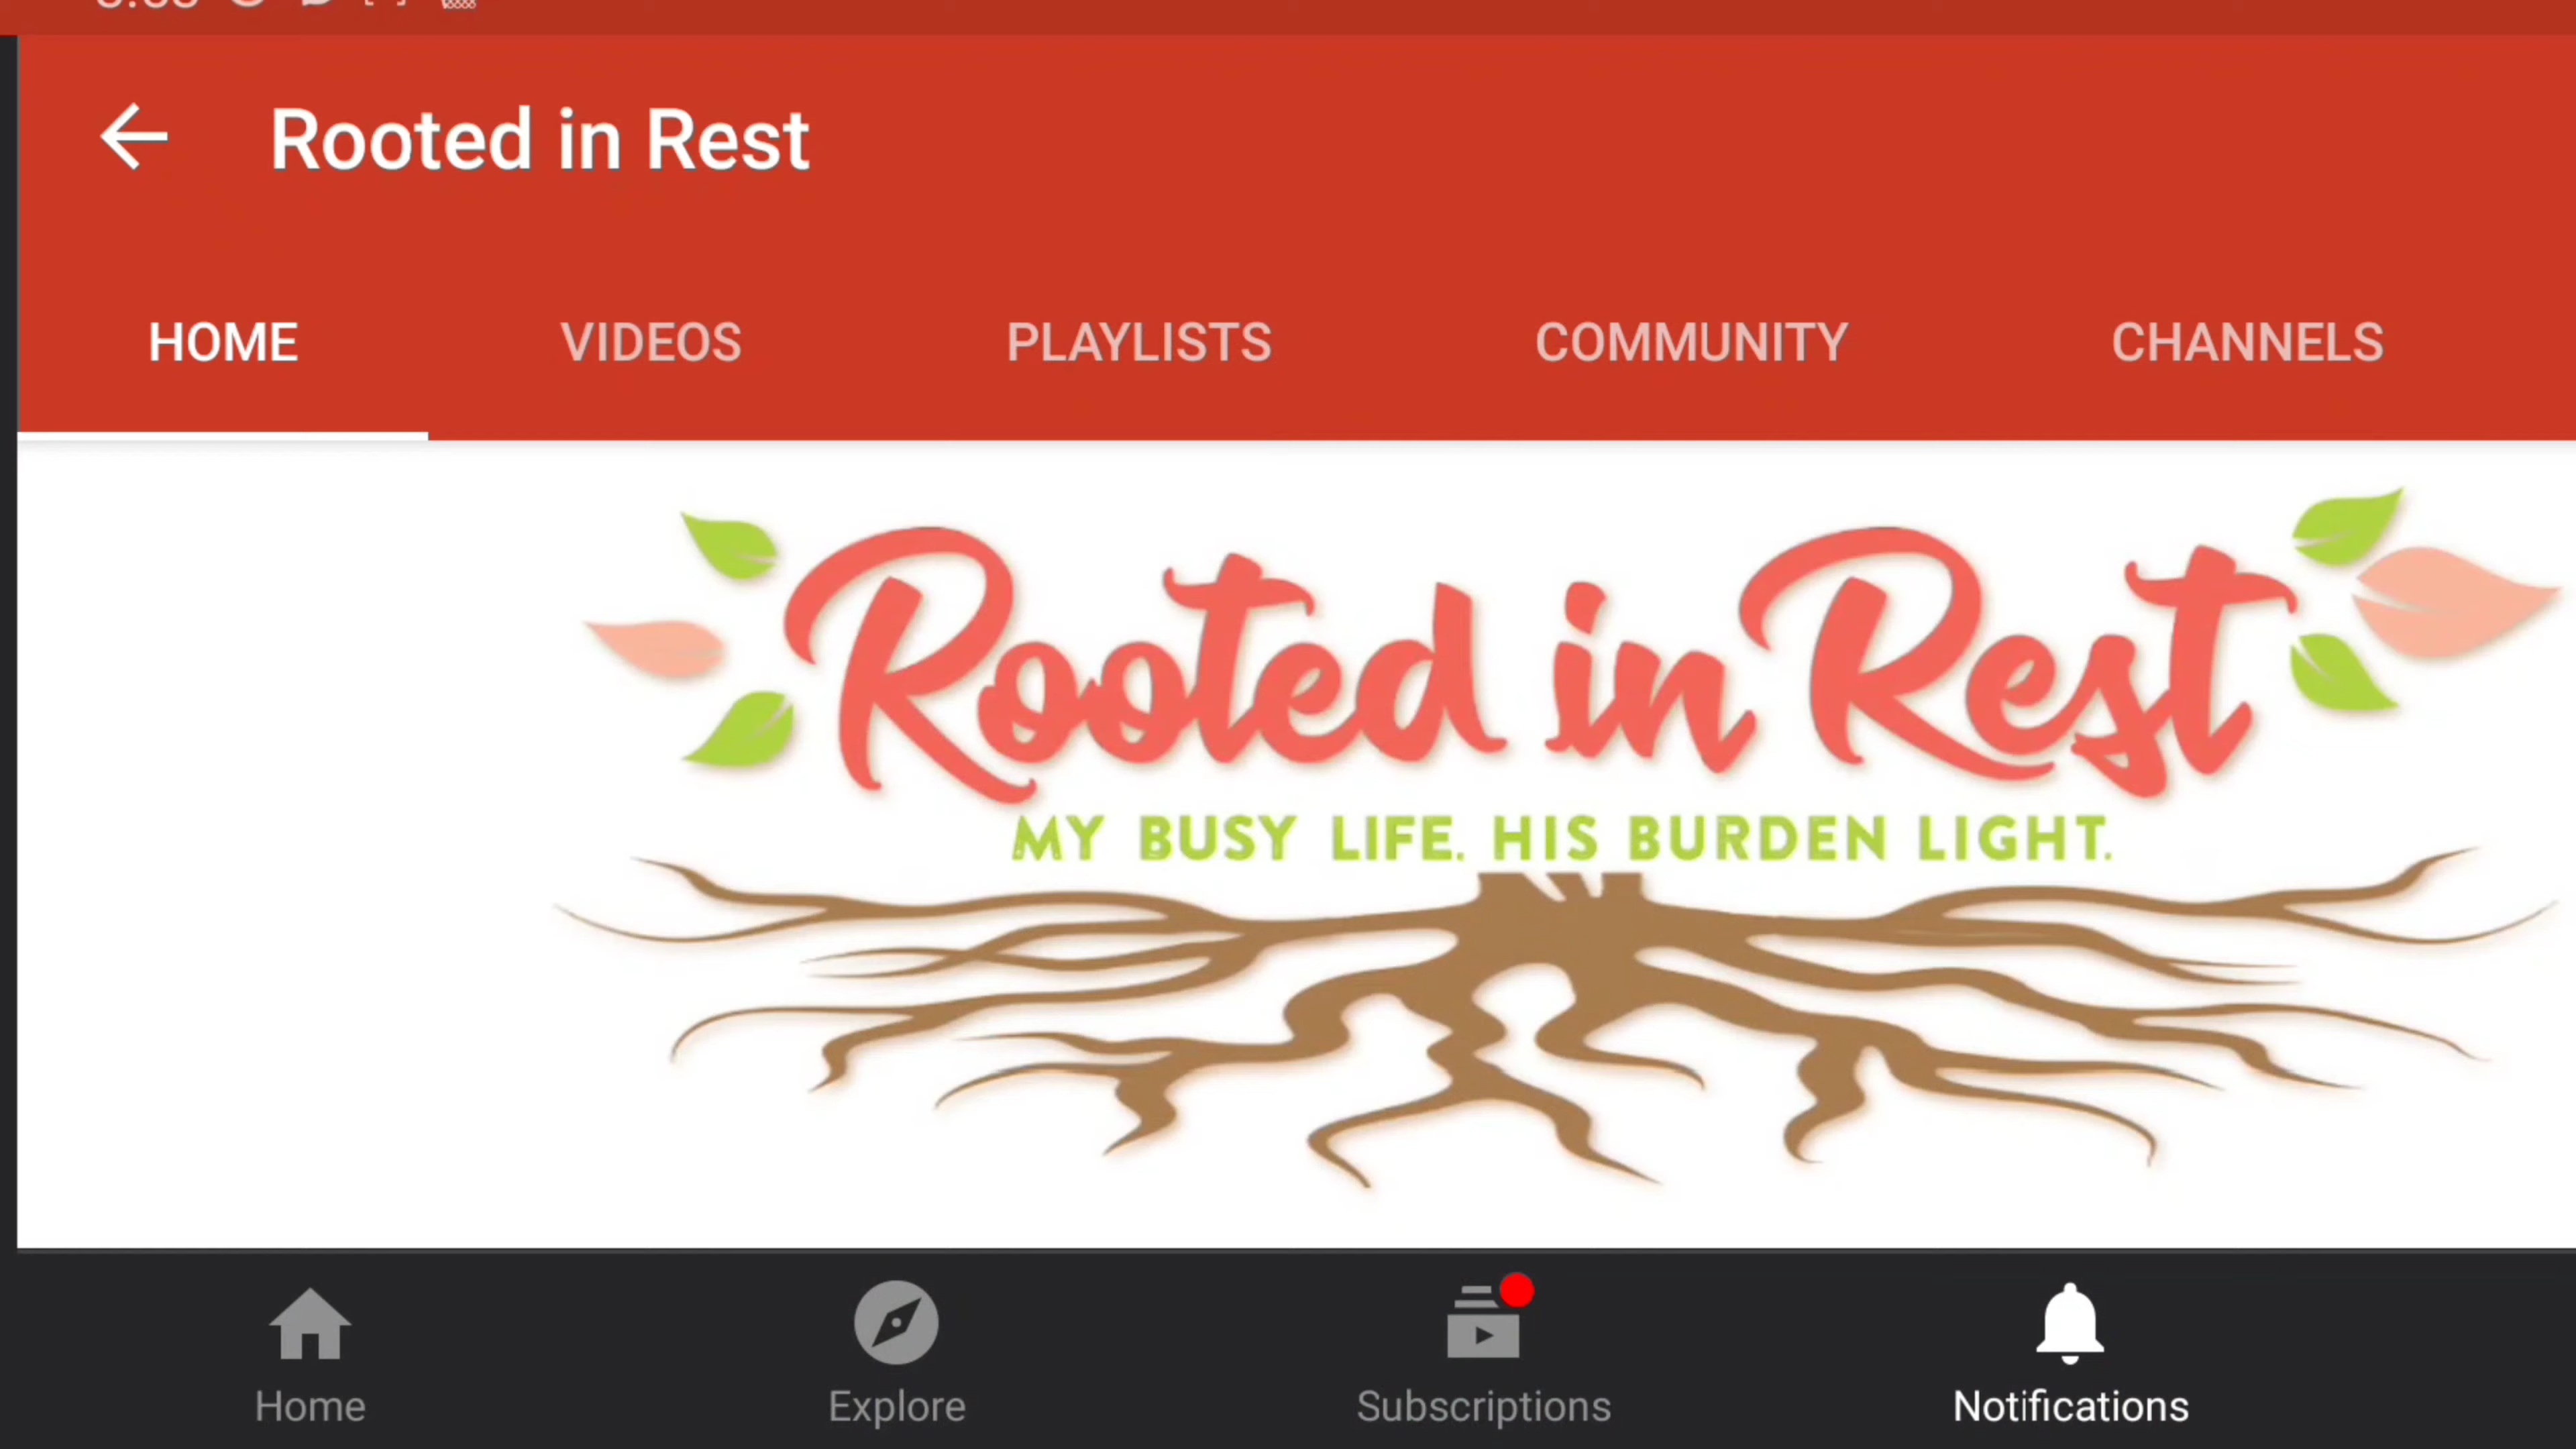 Rooted in Rest
HOME VIDEOS PLAYLISTS COMMUNITY CHANNELS
Rooted in Rest
MY BUSY LIFE. HIS BURDEN LIGHT.
Home Explore Subscriptions Notifications